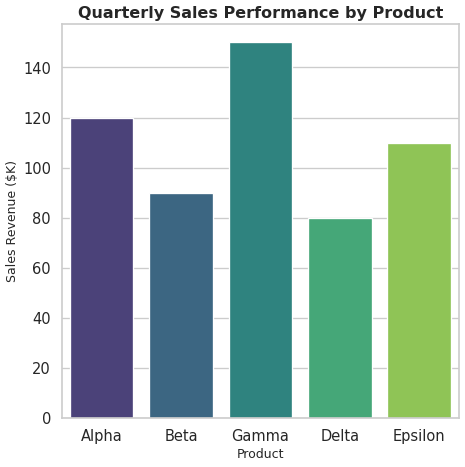 Quarterly Sales Performance by Product
Sales Revenue ($K)
140
120
100
80
60
40
20
0
Alpha Beta Gamma Delta Epsilon
Product